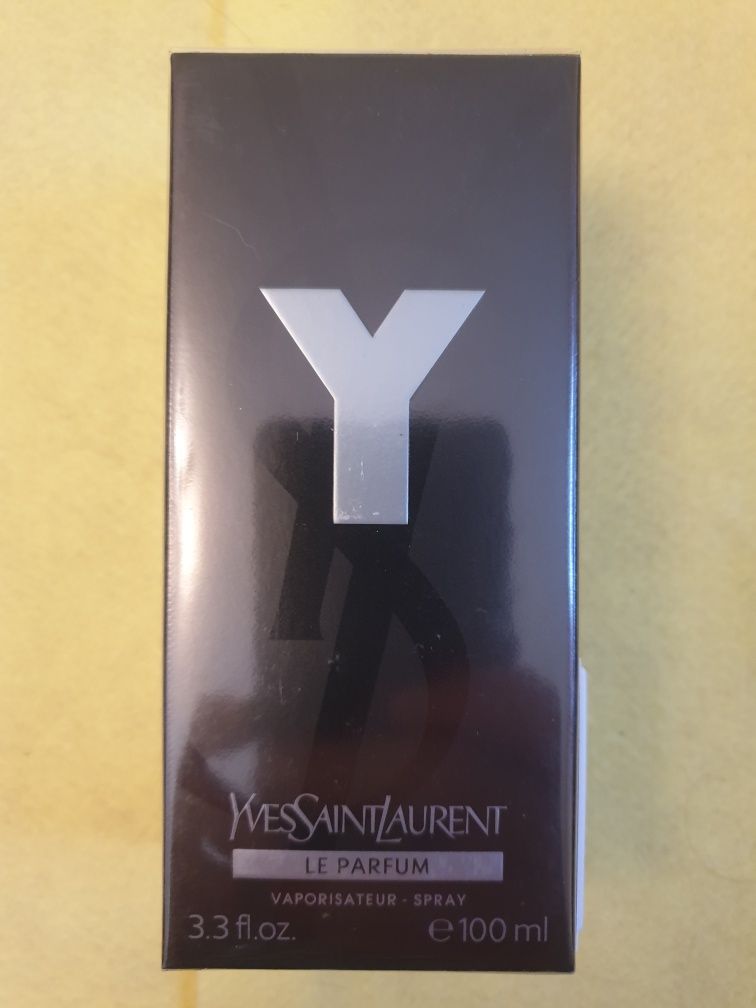 Y
YVESSAINTLAURENT
LE PARFUM
VAPORISATEUR - SPRAY
3.3 fl.oz. ℮100 ml